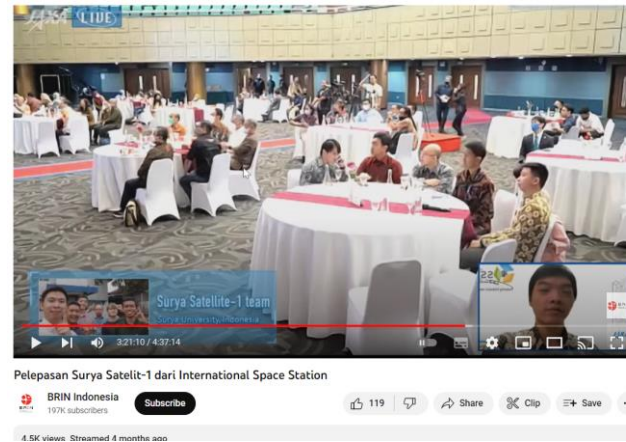 JAXA LIVE
Surya Satellite-1 team
Surya University, Indonesia
SS
3:21:10 / 4:37:14
Pelepasan Surya Satelit-1 dari International Space Station
BRIN Indonesia
197K subscribers
Subscribe
119
Share
Clip
Save
4.5K views Streamed 4 months ago